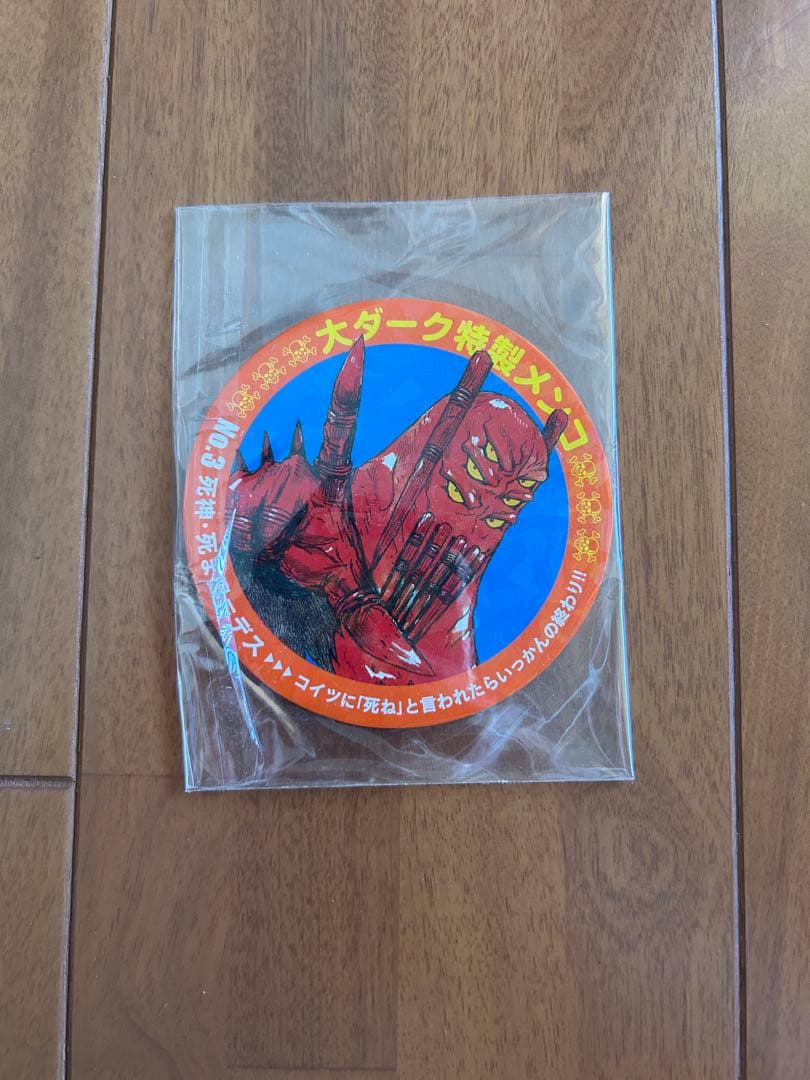 大ダーク特製メンコ
No.3 死神・死ま デス ▸▸▸ コイツに「死ね」と言われたらいっかんの終わり!!